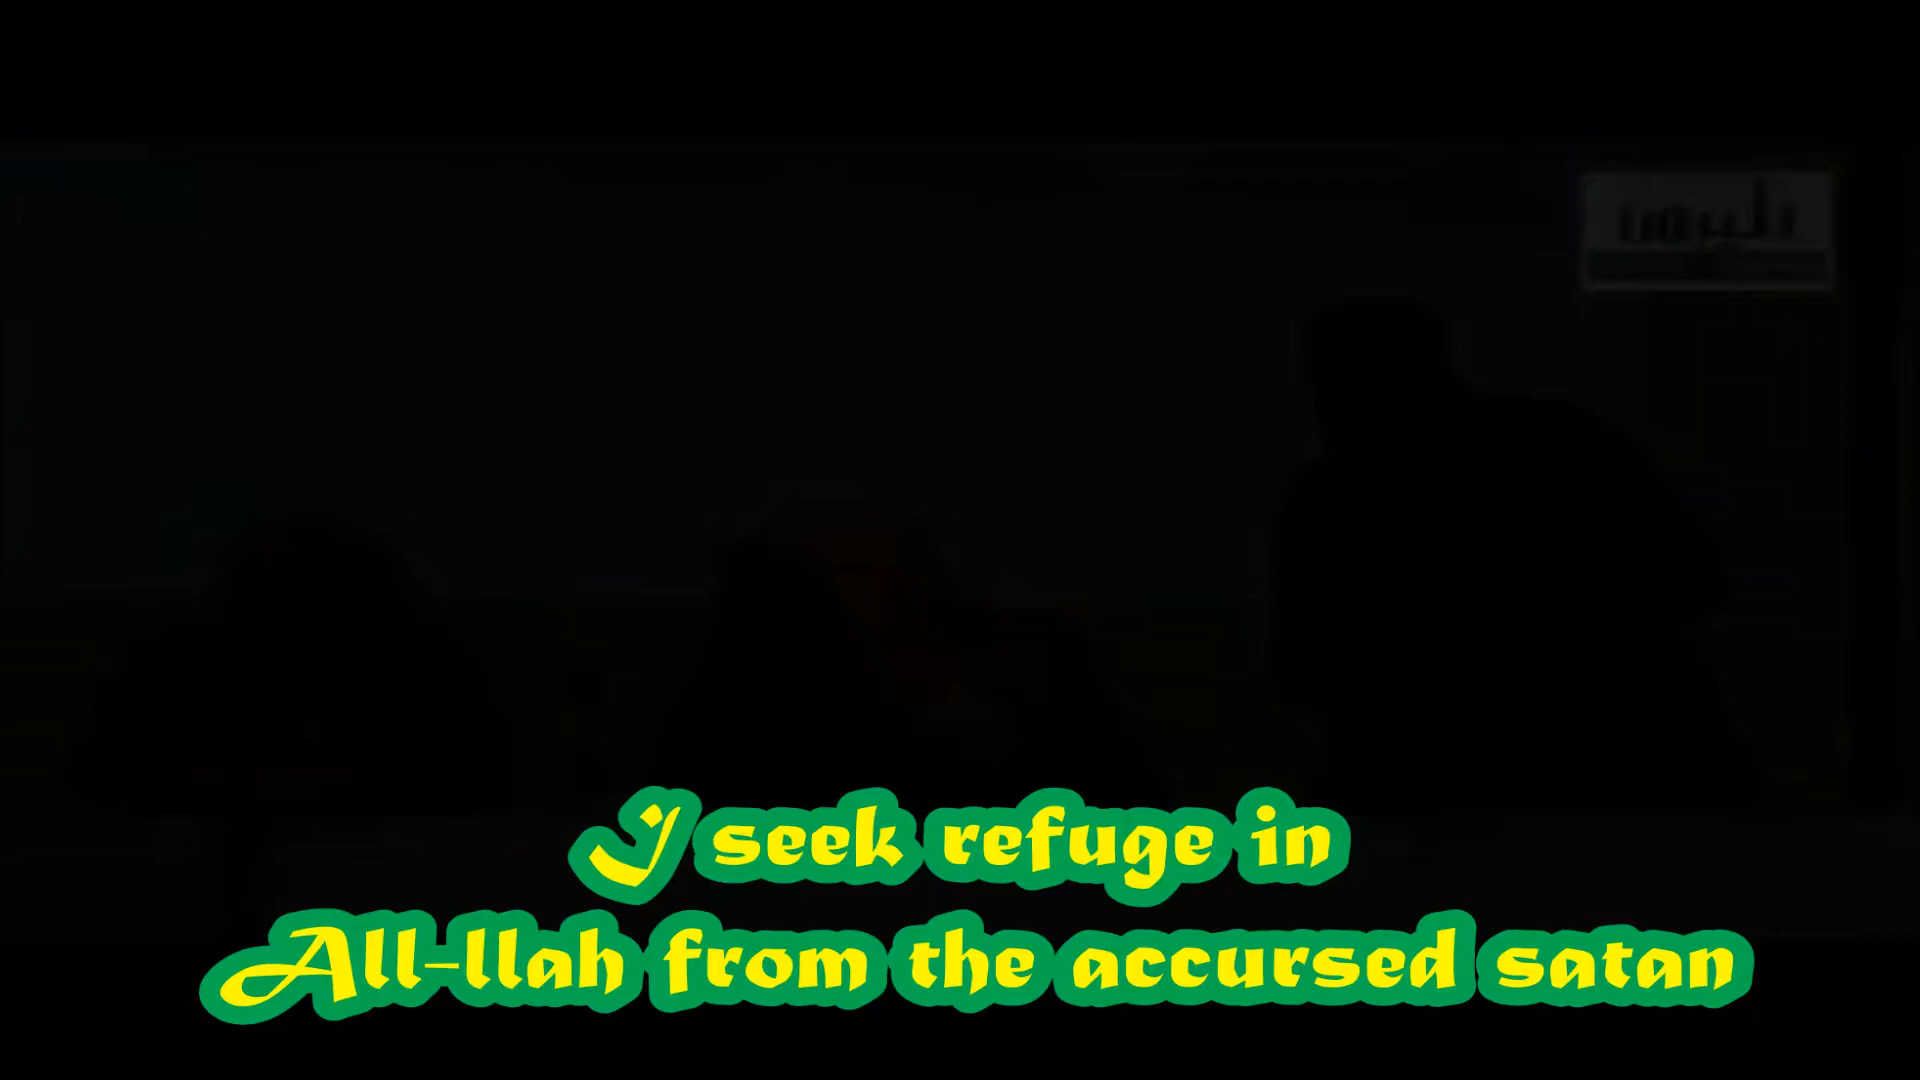 I seek refuge in
All-llah from the accursed satan